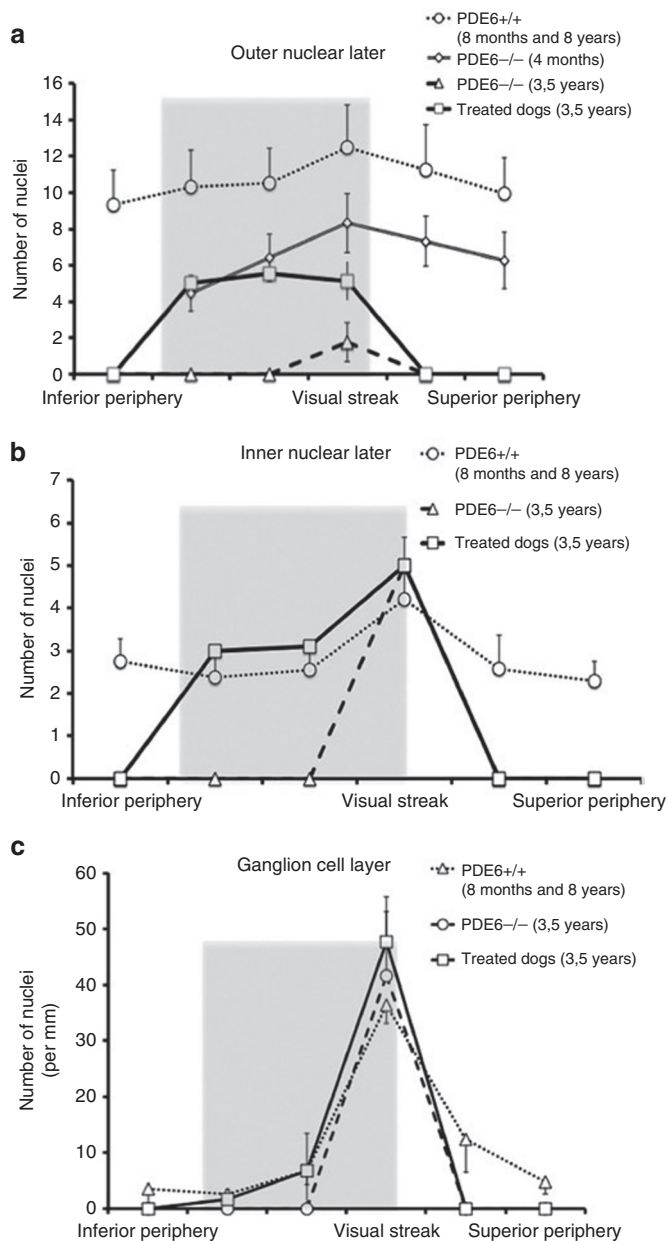 a
Outer nuclear later
PDE6+/+
(8 months and 8 years)
PDE6−/− (4 months)
PDE6−/− (3,5 years)
Treated dogs (3,5 years)
Number of nuclei
16
14
12
10
8
6
4
2
0
Inferior periphery
Visual streak
Superior periphery
b
Inner nuclear later
PDE6+/+
(8 months and 8 years)
PDE6−/− (3,5 years)
Treated dogs (3,5 years)
Number of nuclei
7
6
5
4
3
2
1
0
Inferior periphery
Visual streak
Superior periphery
c
Ganglion cell layer
PDE6+/+
(8 months and 8 years)
PDE6−/− (3,5 years)
Treated dogs (3,5 years)
Number of nuclei
(per mm)
60
50
40
30
20
10
0
Inferior periphery
Visual streak
Superior periphery